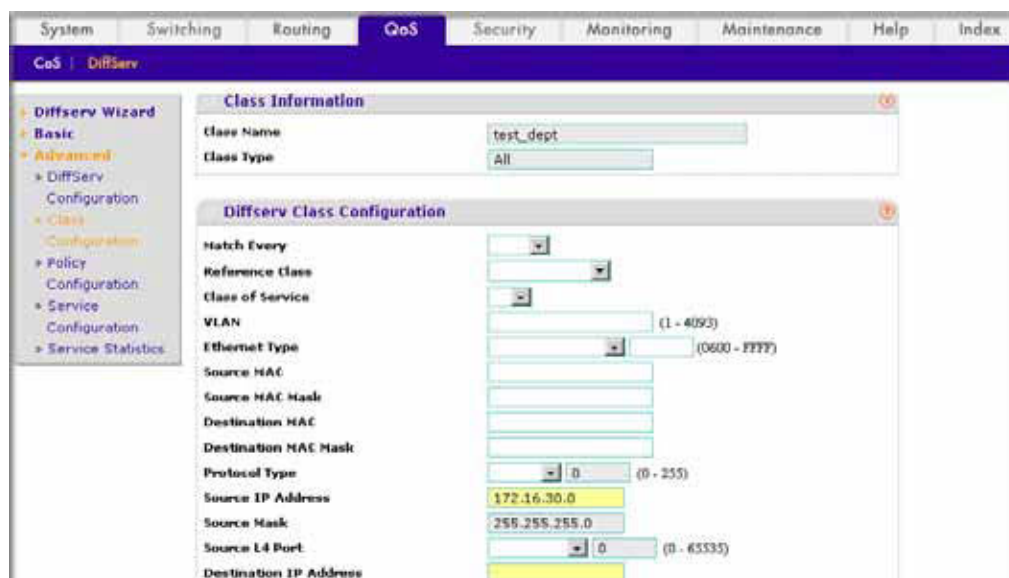 System Switching Routing QoS Security Monitoring Maintenance Help Index
CoS | DiffServ
Diffserv Wizard
Basic
Advanced
DiffServ
Configuration
Class
Configuration
Policy
Configuration
Service
Configuration
Service Statistics
Class Information
Class Name test_dept
Class Type All
Diffserv Class Configuration
Match Every
Reference Class
Class of Service
VLAN (1 - 4093)
Ethernet Type (0600 - FFFF)
Source MAC
Source MAC Mask
Destination MAC
Destination MAC Mask
Protocol Type 0 (0 - 255)
Source IP Address 172.16.30.0
Source Mask 255.255.255.0
Source L4 Port 0 (0 - 65535)
Destination IP Address